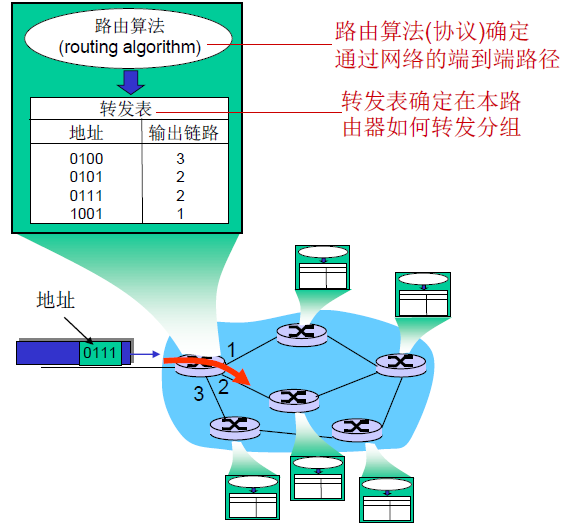 路由算法
(routing algorithm)
路由算法(协议)确定
通过网络的端到端路径
转发表
地址 输出链路
0100 3
0101 2
0111 2
1001 1
转发表确定在本路
由器如何转发分组
地址
0111
1
2
3